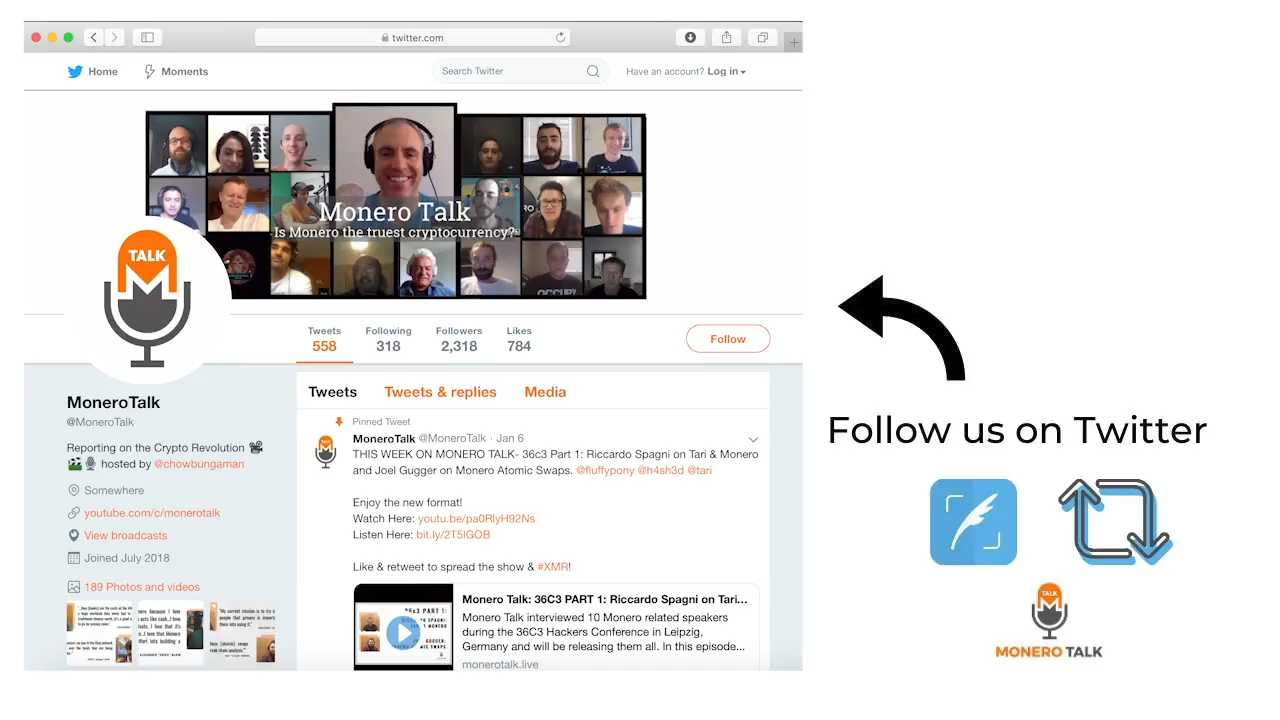 twitter.com
Home
Moments
Search Twitter
Have an account? Log in
Monero Talk
Is Monero the truest cryptocurrency?
OCCUPY
TALK
Tweets
558
Following
318
Followers
2,318
Likes
784
Follow
MoneroTalk
@MoneroTalk
Reporting on the Crypto Revolution
hosted by @chowbungaman
Somewhere
youtube.com/c/monerotalk
View broadcasts
Joined July 2018
189 Photos and videos
Tweets
Tweets & replies
Media
Pinned Tweet
MoneroTalk @MoneroTalk · Jan 6
THIS WEEK ON MONERO TALK- 36c3 Part 1: Riccardo Spagni on Tari & Monero
and Joel Gugger on Monero Atomic Swaps. @fluffypony @h4sh3d @tari
Enjoy the new format!
Watch Here: youtu.be/pa0RlyH92Ns
Listen Here: bit.ly/2T5IGOB
Like & retweet to spread the show & #XMR!
Monero Talk: 36C3 PART 1: Riccardo Spagni on Tari...
Monero Talk interviewed 10 Monero related speakers
during the 36C3 Hackers Conference in Leipzig,
Germany and will be releasing them all. In this episode...
monerotalk.live
Follow us on Twitter
TALK
MONERO TALK